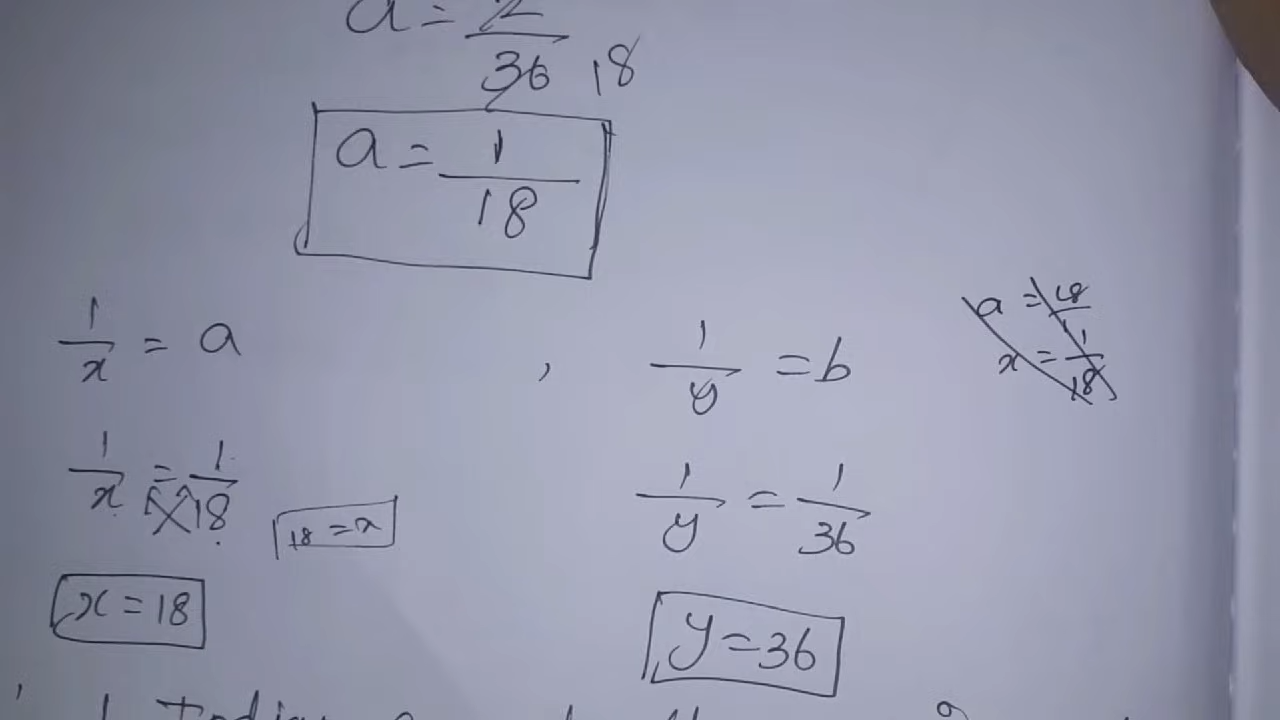 a = 2/36 18
a = 1/18
1/x = a , 1/y = b
a = 18/1
x = 1/18
1/x = 1/18 1/y = 1/36
18 = x
x = 18 y = 36